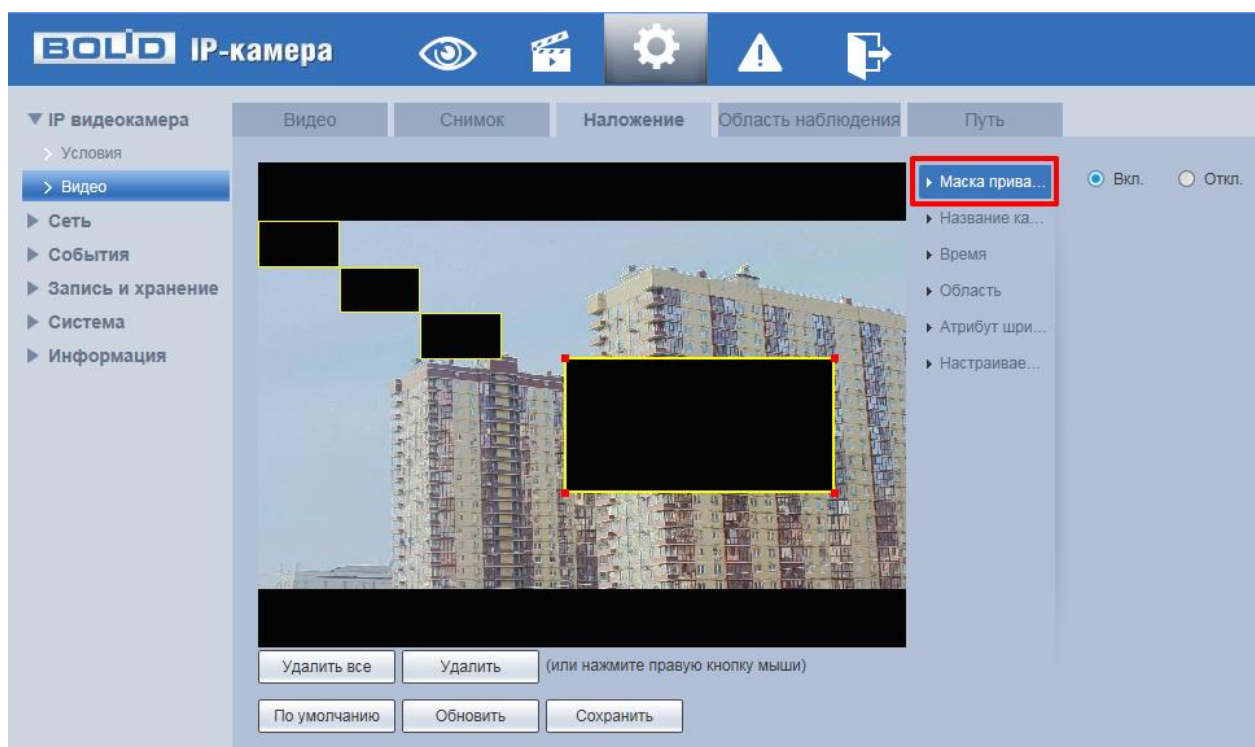 BOLID IP-камера
IP видеокамера
Условия
Видео
Сеть
События
Запись и хранение
Система
Информация
Видео Снимок Наложение Область наблюдения Путь
Маска прива...
Название ка...
Время
Область
Атрибут шри...
Настраивае...
Вкл. Откл.
Удалить все Удалить (или нажмите правую кнопку мыши)
По умолчанию Обновить Сохранить